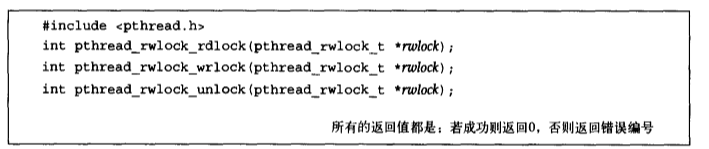 #include <pthread.h>
int pthread_rwlock_rdlock(pthread_rwlock_t *rwlock);
int pthread_rwlock_wrlock(pthread_rwlock_t *rwlock);
int pthread_rwlock_unlock(pthread_rwlock_t *rwlock);
所有的返回值都是：若成功则返回0，否则返回错误编号